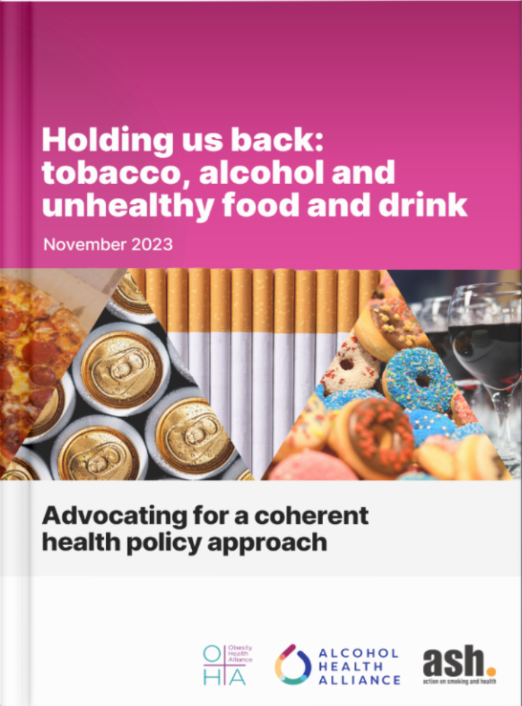 Holding us back:
tobacco, alcohol and
unhealthy food and drink
November 2023
Advocating for a coherent
health policy approach
O
H
Obesity
Health
Alliance
HA
ALCOHOL
HEALTH
ALLIANCE
ash.
action on smoking and health